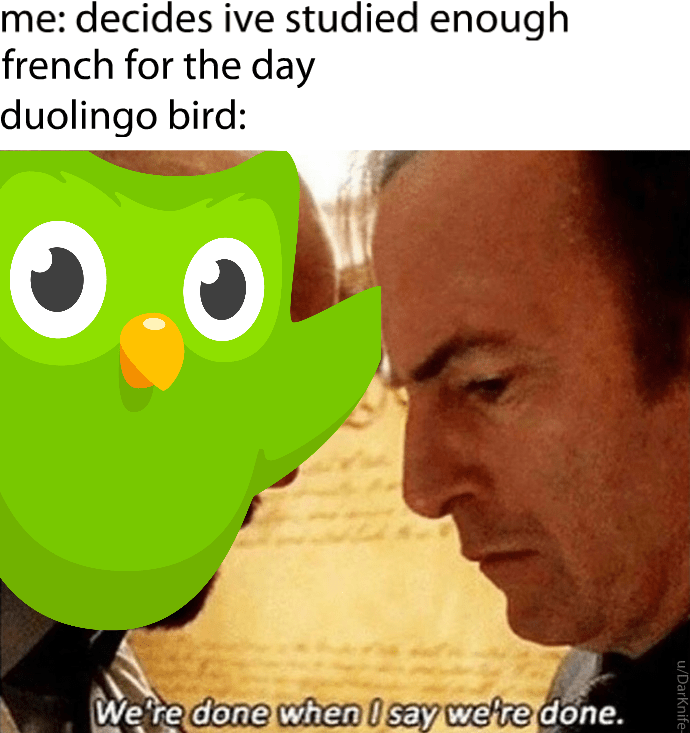 me: decides ive studied enough
french for the day
duolingo bird:
We're done when I say we're done.
u/DarKnife-